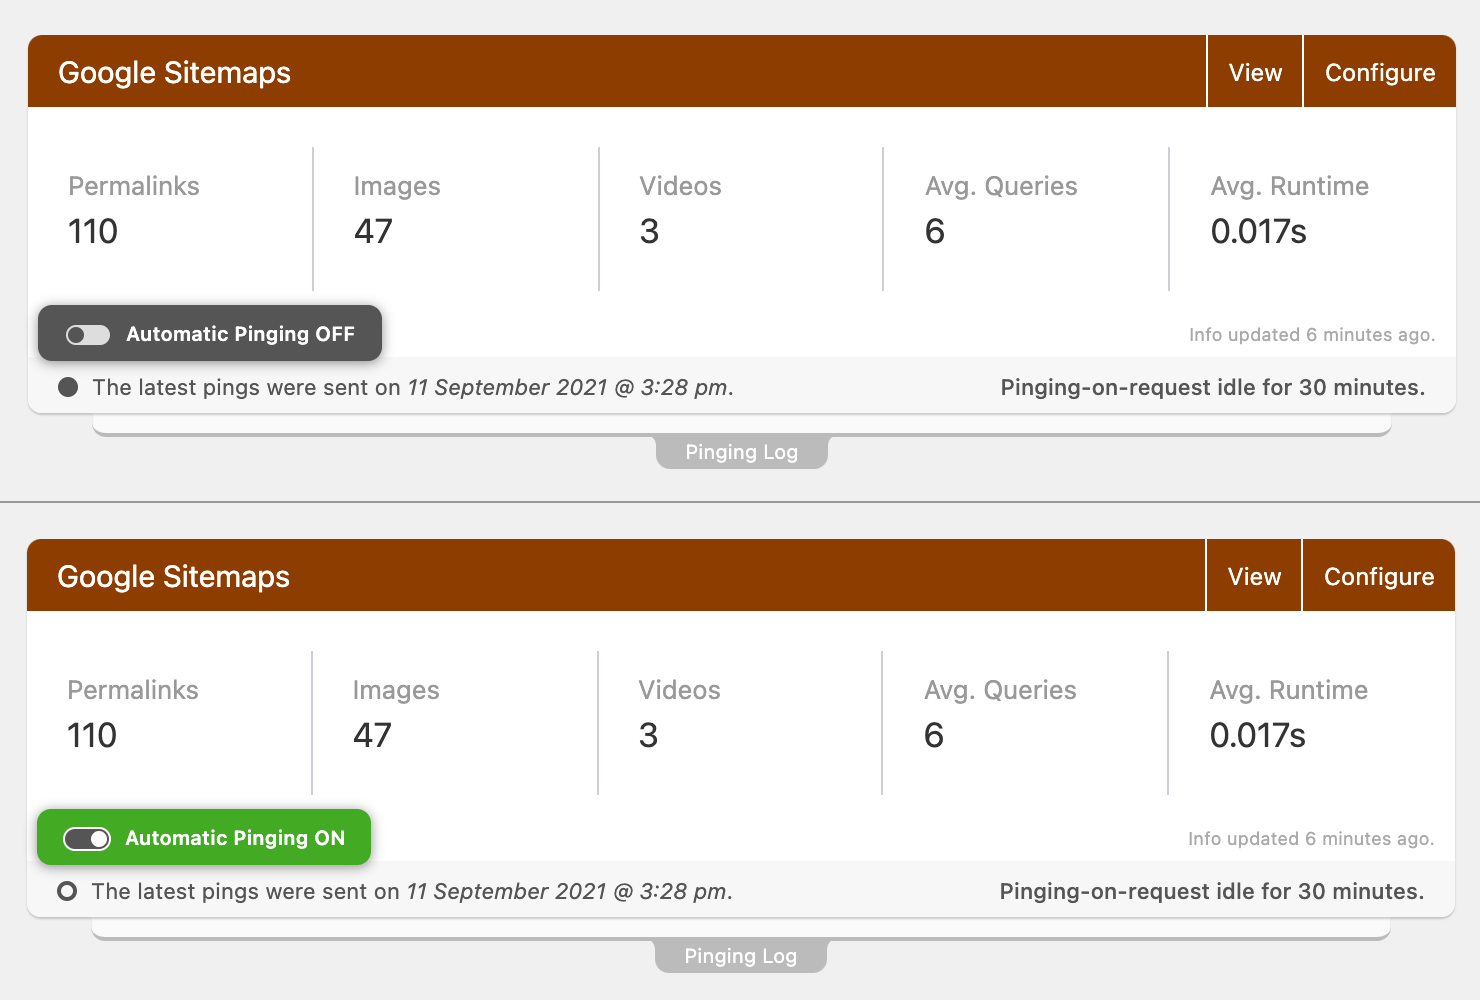 Google Sitemaps View Configure
Permalinks Images Videos Avg. Queries Avg. Runtime
110 47 3 6 0.017s
Automatic Pinging OFF Info updated 6 minutes ago.
The latest pings were sent on 11 September 2021 @ 3:28 pm. Pinging-on-request idle for 30 minutes.
Pinging Log
Google Sitemaps View Configure
Permalinks Images Videos Avg. Queries Avg. Runtime
110 47 3 6 0.017s
Automatic Pinging ON Info updated 6 minutes ago.
The latest pings were sent on 11 September 2021 @ 3:28 pm. Pinging-on-request idle for 30 minutes.
Pinging Log